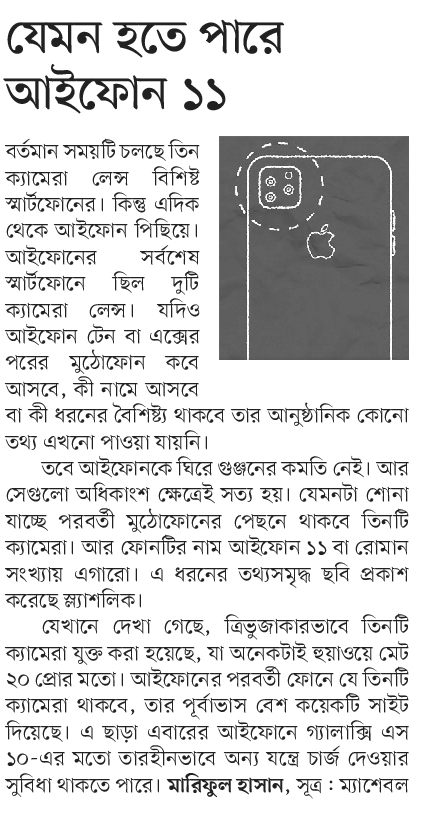 যেমন হতে পারে
আইফোন ১১
বর্তমান সময়টি চলছে তিন
ক্যামেরা লেন্স বিশিষ্ট
স্মার্টফোনের। কিন্তু এদিক
থেকে আইফোন পিছিয়ে।
আইফোনের সর্বশেষ
স্মার্টফোনে ছিল দুটি
ক্যামেরা লেন্স। যদিও
আইফোন টেন বা এক্সের
পরের মুঠোফোন কবে
আসবে, কী নামে আসবে
বা কী ধরনের বৈশিষ্ট্য থাকবে তার আনুষ্ঠানিক কোনো
তথ্য এখনো পাওয়া যায়নি।
তবে আইফোনকে ঘিরে গুঞ্জনের কমতি নেই। আর
সেগুলো অধিকাংশ ক্ষেত্রেই সত্য হয়। যেমনটা শোনা
যাচ্ছে পরবর্তী মুঠোফোনের পেছনে থাকবে তিনটি
ক্যামেরা। আর ফোনটির নাম আইফোন ১১ বা রোমান
সংখ্যায় এগারো। এ ধরনের তথ্যসমৃদ্ধ ছবি প্রকাশ
করেছে স্ল্যাশলিক।
যেখানে দেখা গেছে, ত্রিভুজাকারভাবে তিনটি
ক্যামেরা যুক্ত করা হয়েছে, যা অনেকটাই হুয়াওয়ে মেট
২০ প্রোর মতো। আইফোনের পরবর্তী ফোনে যে তিনটি
ক্যামেরা থাকবে, তার পূর্বাভাস বেশ কয়েকটি সাইট
দিয়েছে। এ ছাড়া এবারের আইফোনে গ্যালাক্সি এস
১০-এর মতো তারহীনভাবে অন্য যন্ত্রে চার্জ দেওয়ার
সুবিধা থাকতে পারে। মারিফুল হাসান, সূত্র : ম্যাশেবল